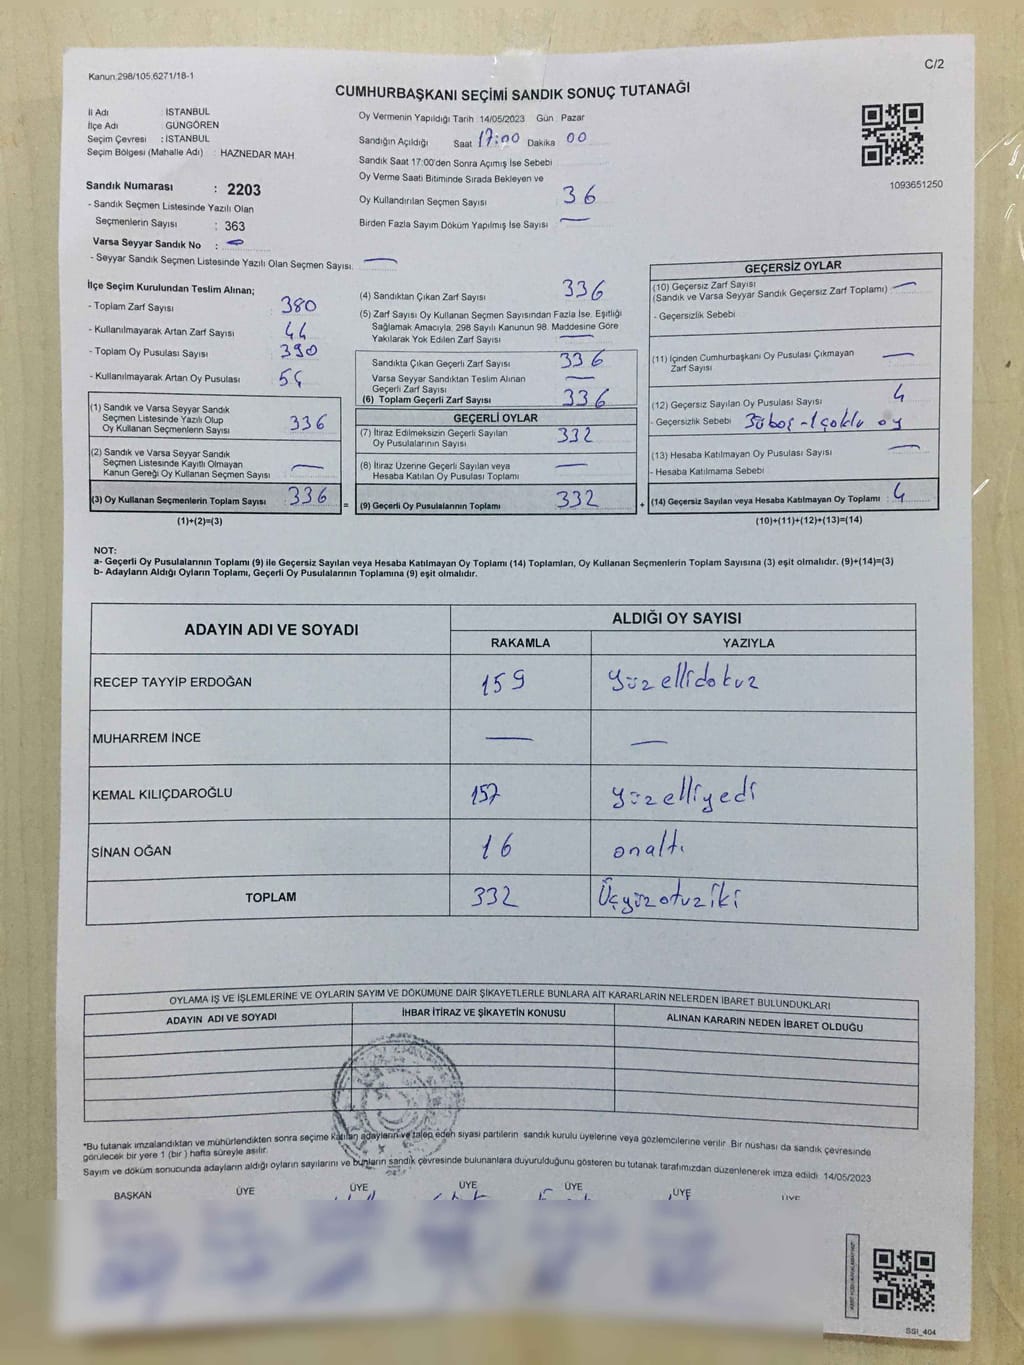 Kanun.298/105,6271/18-1
C/2
CUMHURBAŞKANI SEÇİMİ SANDIK SONUÇ TUTANAĞI
İl Adı : İSTANBUL
İlçe Adı : GÜNGÖREN
Seçim Çevresi : İSTANBUL
Seçim Bölgesi (Mahalle Adı) : HAZNEDAR MAH
Sandık Numarası : 2203
- Sandık Seçmen Listesinde Yazılı Olan
Seçmenlerin Sayısı : 363
Varsa Seyyar Sandık No : —
- Seyyar Sandık Seçmen Listesinde Yazılı Olan Seçmen Sayısı. —
Oy Vermenin Yapıldığı Tarih 14/05/2023 Gün : Pazar
Sandığın Açıldığı Saat 17:00 Dakika 00
Sandık Saat 17:00'den Sonra Açımış İse Sebebi
Oy Verme Saati Bitiminde Sırada Bekleyen ve
Oy Kullandırılan Seçmen Sayısı 36
Birden Fazla Sayım Döküm Yapılmış İse Sayısı —
1093651250
İlçe Seçim Kurulundan Teslim Alınan;
- Toplam Zarf Sayısı 380
- Kullanılmayarak Artan Zarf Sayısı 44
- Toplam Oy Pusulası Sayısı 390
- Kullanılmayarak Artan Oy Pusulası
(1) Sandık ve Varsa Seyyar Sandık
Seçmen Listesinde Yazılı Olup
Oy Kullanan Seçmenlerin Sayısı 336
(2) Sandık ve Varsa Seyyar Sandık
Seçmen Listesinde Kayıtlı Olmayan
Kanun Gereği Oy Kullanan Seçmen Sayısı —
(3) Oy Kullanan Seçmenlerin Toplam Sayısı 336 =
(1)+(2)=(3)
(4) Sandıktan Çıkan Zarf Sayısı 336
(5) Zarf Sayısı Oy Kullanan Seçmen Sayısından Fazla İse, Eşitliği
Sağlamak Amacıyla, 298 Sayılı Kanunun 98. Maddesine Göre
Yakılarak Yok Edilen Zarf Sayısı —
Sandıkta Çıkan Geçerli Zarf Sayısı 336
Varsa Seyyar Sandıktan Teslim Alınan
Geçerli Zarf Sayısı —
(6) Toplam Geçerli Zarf Sayısı 336
GEÇERLİ OYLAR
(7) İtiraz Edilmeksizin Geçerli Sayılan
Oy Pusulalarının Sayısı 332
(8) İtiraz Üzerine Geçerli Sayılan veya
Hesaba Katılan Oy Pusulası Toplamı —
(9) Geçerli Oy Pusulalarının Toplamı 332 +
GEÇERSİZ OYLAR
(10) Geçersiz Zarf Sayısı —
(Sandık ve Varsa Seyyar Sandık Geçersiz Zarf Toplamı)
- Geçersizlik Sebebi
(11) İçinden Cumhurbaşkanı Oy Pusulası Çıkmayan
Zarf Sayısı —
(12) Geçersiz Sayılan Oy Pusulası Sayısı 4
- Geçersizlik Sebebi 3ü boş - 1 çoklu oy
(13) Hesaba Katılmayan Oy Pusulası Sayısı —
- Hesaba Katılmama Sebebi
(14) Geçersiz Sayılan veya Hesaba Katılmayan Oy Toplamı 4
(10)+(11)+(12)+(13)=(14)
NOT:
a- Geçerli Oy Pusulalarının Toplamı (9) ile Geçersiz Sayılan veya Hesaba Katılmayan Oy Toplamı (14) Toplamları, Oy Kullanan Seçmenlerin Toplam Sayısına (3) eşit olmalıdır. (9)+(14)=(3)
b- Adayların Aldığı Oyların Toplamı, Geçerli Oy Pusulalarının Toplamına (9) eşit olmalıdır.
ADAYIN ADI VE SOYADI ALDIĞI OY SAYISI
RAKAMLA YAZIYLA
RECEP TAYYİP ERDOĞAN 159 yüzellidokuz
MUHARREM İNCE — —
KEMAL KILIÇDAROĞLU 157 yüzelliyedi
SİNAN OĞAN 16 onaltı
TOPLAM 332 Üçyüzotuziki
OYLAMA İŞ VE İŞLEMLERİNE VE OYLARIN SAYIM VE DÖKÜMÜNE DAİR ŞİKAYETLERLE BUNLARA AİT KARARLARIN NELERDEN İBARET BULUNDUKLARI
ADAYIN ADI VE SOYADI İHBAR İTİRAZ VE ŞİKAYETİN KONUSU ALINAN KARARIN NEDEN İBARET OLDUĞU
*Bu tutanak imzalandıktan ve mühürlendikten sonra seçime katılan adayların ve talep eden siyasi partilerin sandık kurulu üyelerine veya gözlemcilerine verilir. Bir nüshası da sandık çevresinde
görülecek bir yere 1 (bir) hafta süreyle asılır.
Sayım ve döküm sonucunda adayların aldığı oyların sayılarını ve bunların sandık çevresinde bulunanlara duyurulduğunu gösteren bu tutanak tarafımızdan düzenlenerek imza edildi. 14/05/2023
BAŞKAN ÜYE ÜYE ÜYE ÜYE ÜYE ÜYE
SSI_404